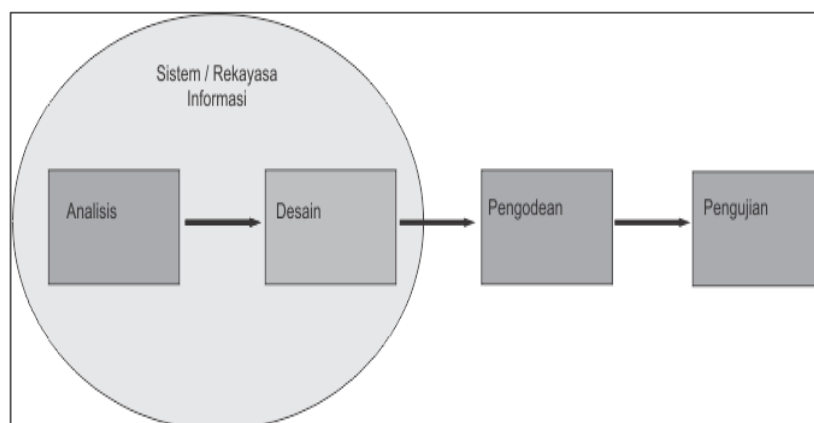 Sistem / Rekayasa
Informasi
Analisis
Desain
Pengodean
Pengujian